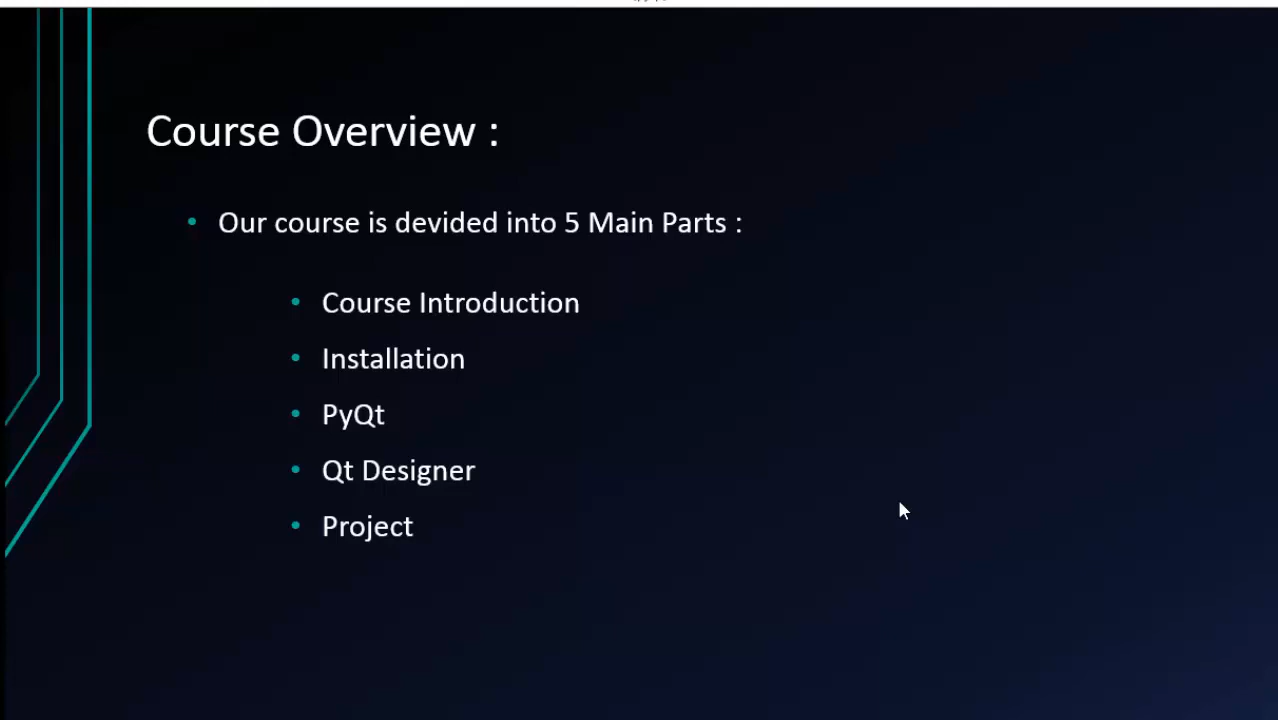 Course Overview :
Our course is devided into 5 Main Parts :
Course Introduction
Installation
PyQt
Qt Designer
Project